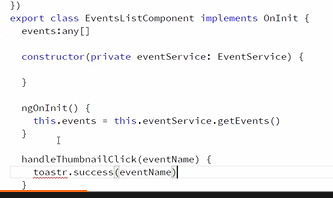 })
export class EventsListComponent implements OnInit {
events:any[]
constructor(private eventService: EventService) {
}
ngOnInit() {
this.events = this.eventService.getEvents()
}
handleThumbnailClick(eventName) {
toastr.success(eventName)
}